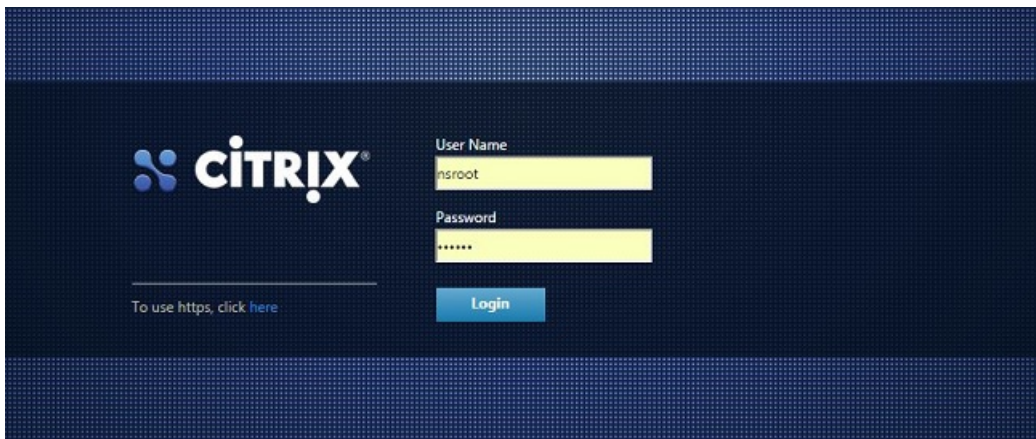 CiTRiX®
User Name
nsroot
Password
••••••
Login
To use https, click here